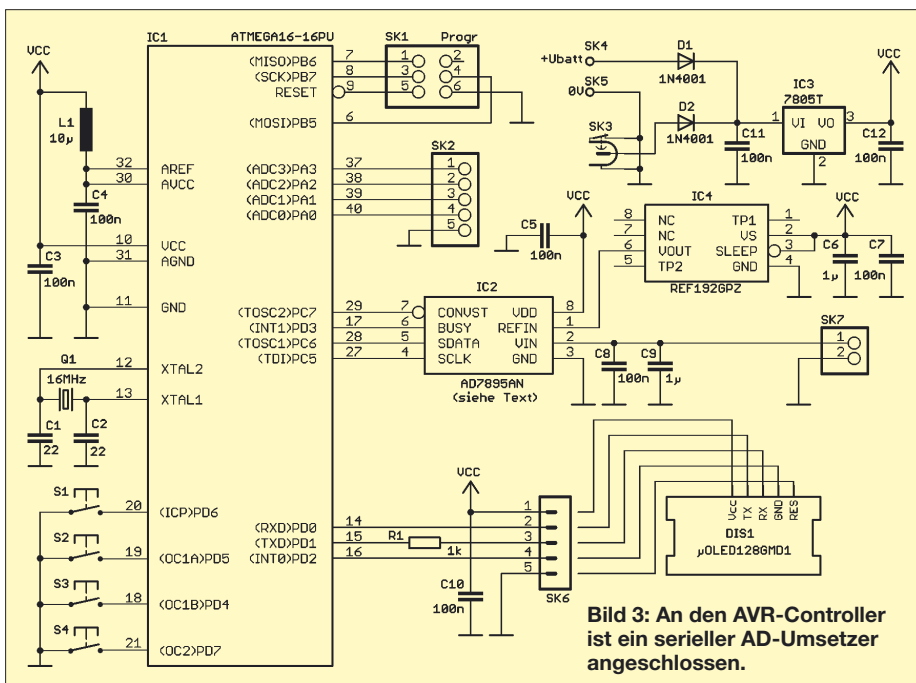 VCC
IC1
ATMEGA16-16PU
L1
10µ
C4
100n
C3
100n
Q1
16MHz
C1
22
C2
22
S1
S2
S3
S4
32 AREF
30 AVCC
10 VCC
31 AGND
11 GND
12 XTAL2
13 XTAL1
20 (ICP)PD6
19 (OC1A)PD5
18 (OC1B)PD4
21 (OC2)PD7
(MISO)PB6 7
(SCK)PB7 8
RESET 9
(MOSI)PB5 6
(ADC3)PA3 37
(ADC2)PA2 38
(ADC1)PA1 39
(ADC0)PA0 40
(TOSC2)PC7 29
(INT1)PD3 17
(TOSC1)PC6 28
(TDI)PC5 27
(RXD)PD0 14
(TXD)PD1 15
(INT0)PD2 16
SK1 Progr
1 2
3 4
5 6
SK2
1
2
3
4
5
SK4
+Ubatt
SK5
0V
SK3
D1
1N4001
D2
1N4001
C11
100n
IC3
7805T
1 VI VO 3
GND
2
VCC
C12
100n
VCC
C5
100n
IC4
8 NC TP1 1
7 NC VS 2
6 VOUT SLEEP 3
5 TP2 GND 4
REF192GPZ
VCC
C6
1µ
C7
100n
IC2
7 CONVST VDD 8
6 BUSY REFIN 1
5 SDATA VIN 2
4 SCLK GND 3
AD7895AN
(siehe Text)
C8
100n
C9
1µ
SK7
1
2
VCC
R1
1k
C10
100n
1
2
3
4
5
SK6
Vcc
TX
RX
GND
RES
DIS1
µOLED128GMD1
Bild 3: An den AVR-Controller
ist ein serieller AD-Umsetzer
angeschlossen.